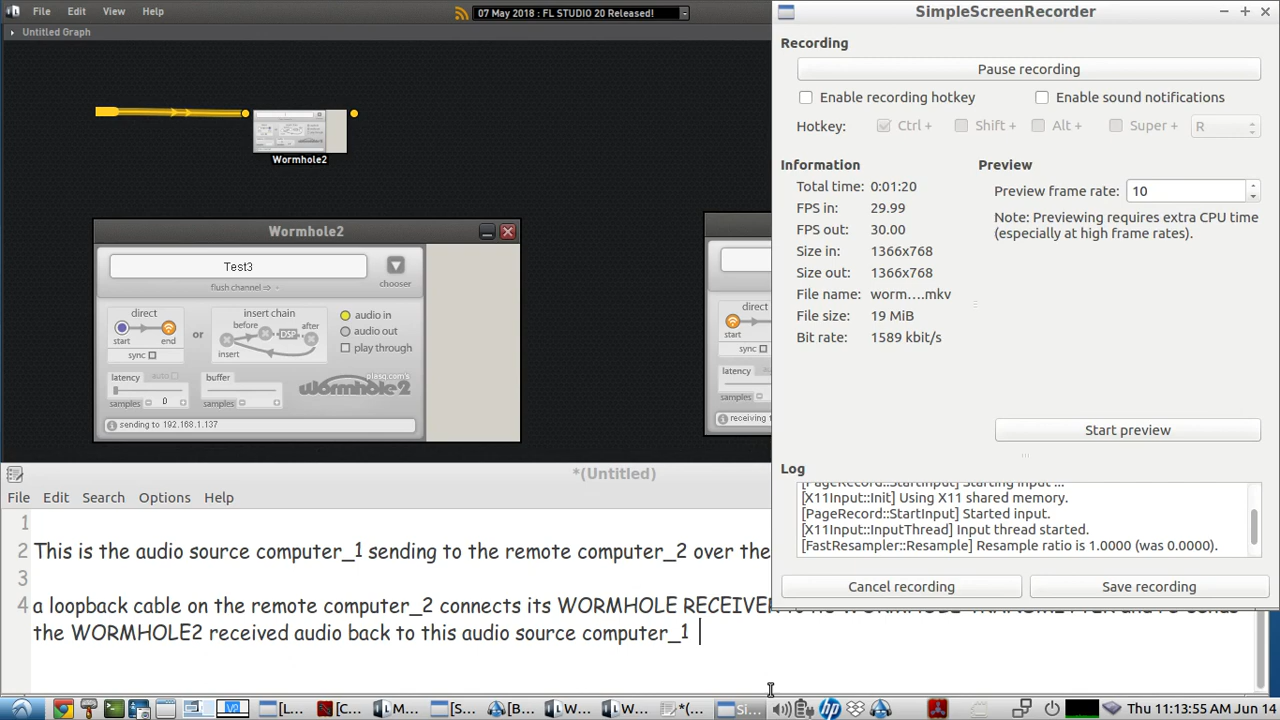 File Edit View Help
07 May 2018 : FL STUDIO 20 Released!
Untitled Graph
Wormhole2
Wormhole2
Test3
chooser
flush channel -> -
direct
start end
sync
or
insert chain
before after
DSP
insert
audio in
audio out
play through
latency auto
samples 0
buffer
samples
plasq.com's
wormhole2
sending to 192.168.1.137
direct
start
sync
latency
samples
receiving
SimpleScreenRecorder
Recording
Pause recording
Enable recording hotkey
Enable sound notifications
Hotkey: Ctrl + Shift + Alt + Super + R
Information
Total time: 0:01:20
FPS in: 29.99
FPS out: 30.00
Size in: 1366x768
Size out: 1366x768
File name: worm....mkv
File size: 19 MiB
Bit rate: 1589 kbit/s
Preview
Preview frame rate: 10
Note: Previewing requires extra CPU time
(especially at high frame rates).
Start preview
Log
[PageRecord::StartInput] Starting input ...
[X11Input::Init] Using X11 shared memory.
[PageRecord::StartInput] Started input.
[X11Input::InputThread] Input thread started.
[FastResampler::Resample] Resample ratio is 1.0000 (was 0.0000).
Cancel recording
Save recording
*(Untitled)
File Edit Search Options Help
1
2 This is the audio source computer_1 sending to the remote computer_2 over the
3
4 a loopback cable on the remote computer_2 connects its WORMHOLE RECEIVER
the WORMHOLE2 received audio back to this audio source computer_1
[L... [C... M... [S... [B... W... W... *(... Si...
Thu 11:13:55 AM Jun 14